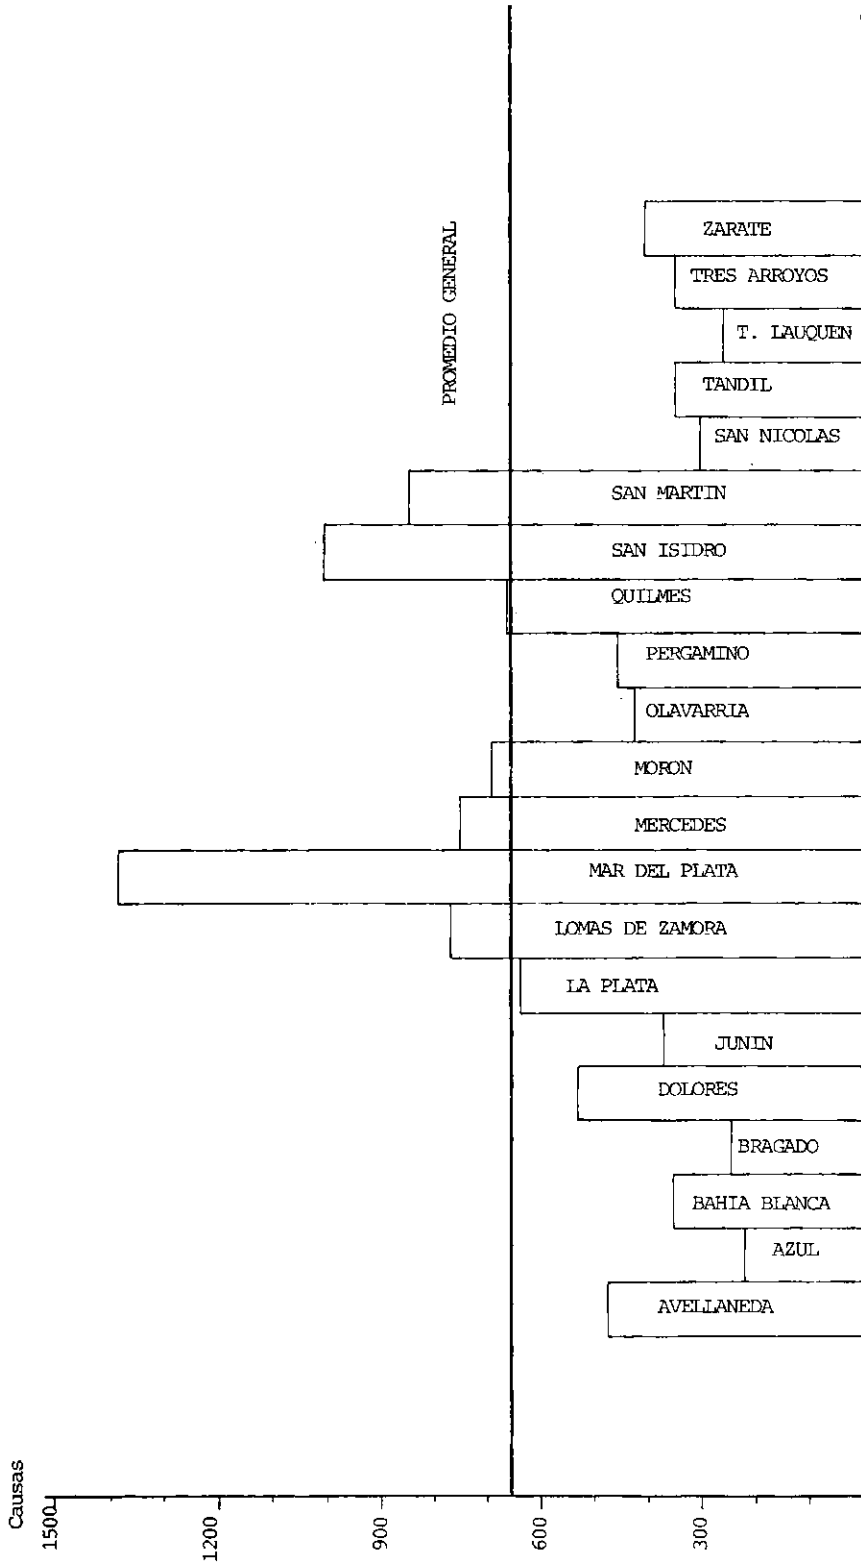 Causas
1500
1200
900
600
300
PROMEDIO GENERAL
ZARATE
TRES ARROYOS
T. LAUQUEN
TANDIL
SAN NICOLAS
SAN MARTIN
SAN ISIDRO
QUILMES
PERGAMINO
OLAVARRIA
MORON
MERCEDES
MAR DEL PLATA
LOMAS DE ZAMORA
LA PLATA
JUNIN
DOLORES
BRAGADO
BAHIA BLANCA
AZUL
AVELLANEDA